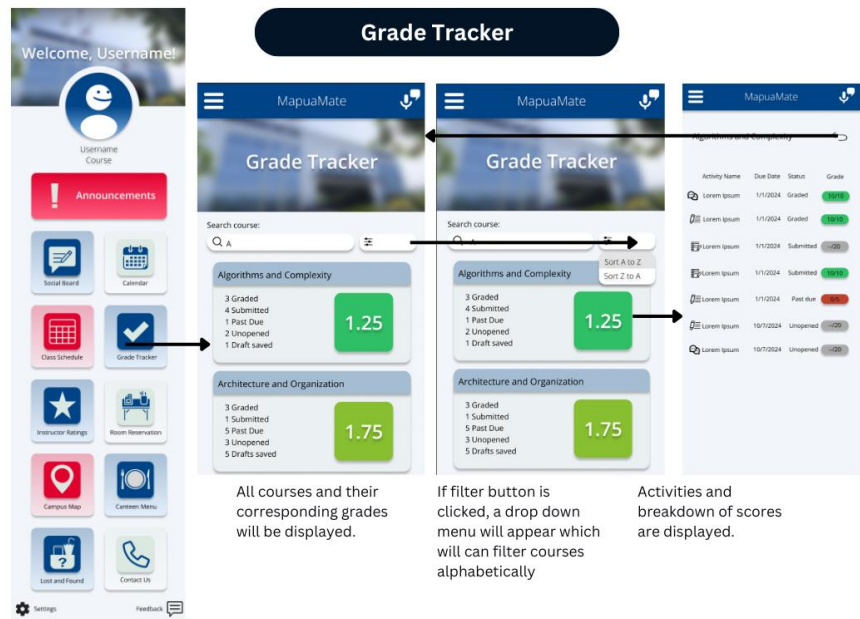 Grade Tracker
Welcome, Username!
Username
Course
! Announcements
Social Board
Calendar
Class Schedule
Grade Tracker
Instructor Ratings
Room Reservation
Campus Map
Canteen Menu
?
Lost and Found
Contact Us
Settings
Feedback
MapuaMate
Grade Tracker
Search course:
A
Algorithms and Complexity
3 Graded
4 Submitted
1 Past Due
2 Unopened
1 Draft saved
1.25
Architecture and Organization
3 Graded
1 Submitted
5 Past Due
3 Unopened
5 Drafts saved
1.75
All courses and their
corresponding grades
will be displayed.
MapuaMate
Grade Tracker
Search course:
A
Sort A to Z
Sort Z to A
Algorithms and Complexity
3 Graded
4 Submitted
1 Past Due
2 Unopened
1 Draft saved
1.25
Architecture and Organization
3 Graded
1 Submitted
5 Past Due
3 Unopened
5 Drafts saved
1.75
If filter button is
clicked, a drop down
menu will appear which
will can filter courses
alphabetically
MapuaMate
Algorithms and Complexity
Activity Name Due Date Status Grade
Lorem Ipsum 1/1/2024 Graded 10/10
Lorem Ipsum 1/1/2024 Graded 10/10
Lorem Ipsum 1/1/2024 Submitted --/20
Lorem Ipsum 1/1/2024 Submitted 10/10
Lorem Ipsum 1/1/2024 Past due 0/5
Lorem Ipsum 10/7/2024 Unopened --/20
Lorem Ipsum 10/7/2024 Unopened --/20
Activities and
breakdown of scores
are displayed.